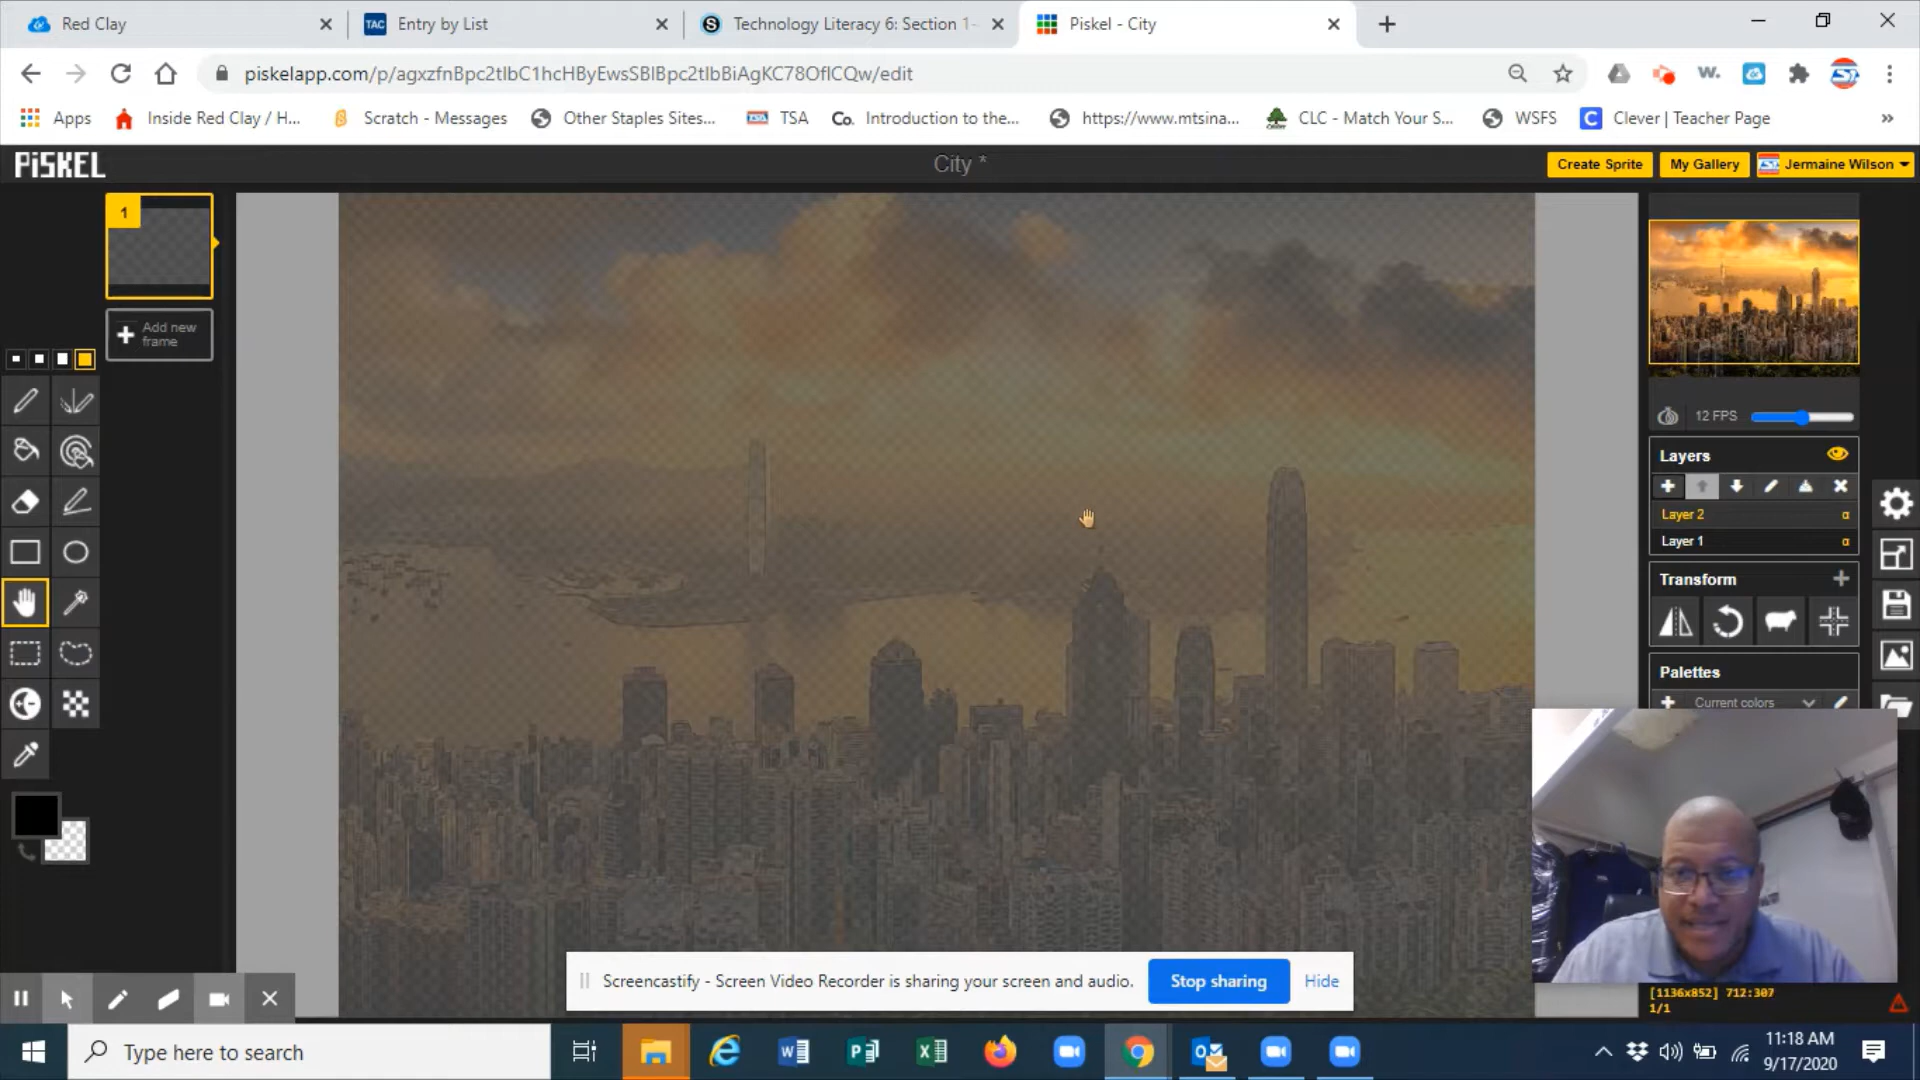 Red Clay
Entry by List
Technology Literacy 6: Section 1-
Piskel - City
piskelapp.com/p/agxzfnBpc2tlbC1hcHByEwsSBlBpc2tlbBiAgKC78OflCQw/edit
Apps
Inside Red Clay / H...
Scratch - Messages
Other Staples Sites...
TSA
Co.
Introduction to the...
https://www.mtsina...
CLC - Match Your S...
WSFS
Clever | Teacher Page
PiSKEL
City *
Create Sprite
My Gallery
Jermaine Wilson
1
Add new
frame
12 FPS
Layers
Layer 2 α
Layer 1 α
Transform
Palettes
Current colors
[1136x852] 712:307
1/1
Screencastify - Screen Video Recorder is sharing your screen and audio.
Stop sharing
Hide
Type here to search
11:18 AM
9/17/2020